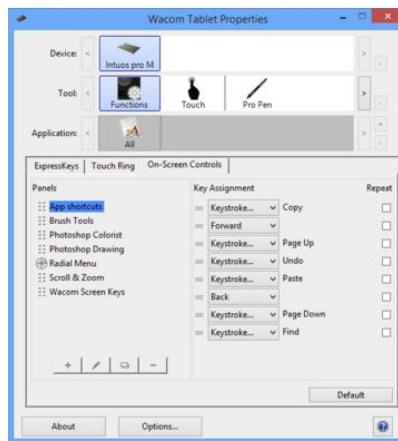 Wacom Tablet Properties
Device:
Intuos pro M
Tool:
Functions Touch Pro Pen
Application:
All
ExpressKeys Touch Ring On-Screen Controls
Panels Key Assignment Repeat
App shortcuts
Brush Tools
Photoshop Colorist
Photoshop Drawing
Radial Menu
Scroll & Zoom
Wacom Screen Keys
Keystroke... Copy
Forward
Keystroke... Page Up
Keystroke... Undo
Keystroke... Paste
Back
Keystroke... Page Down
Keystroke... Find
Default
About Options...